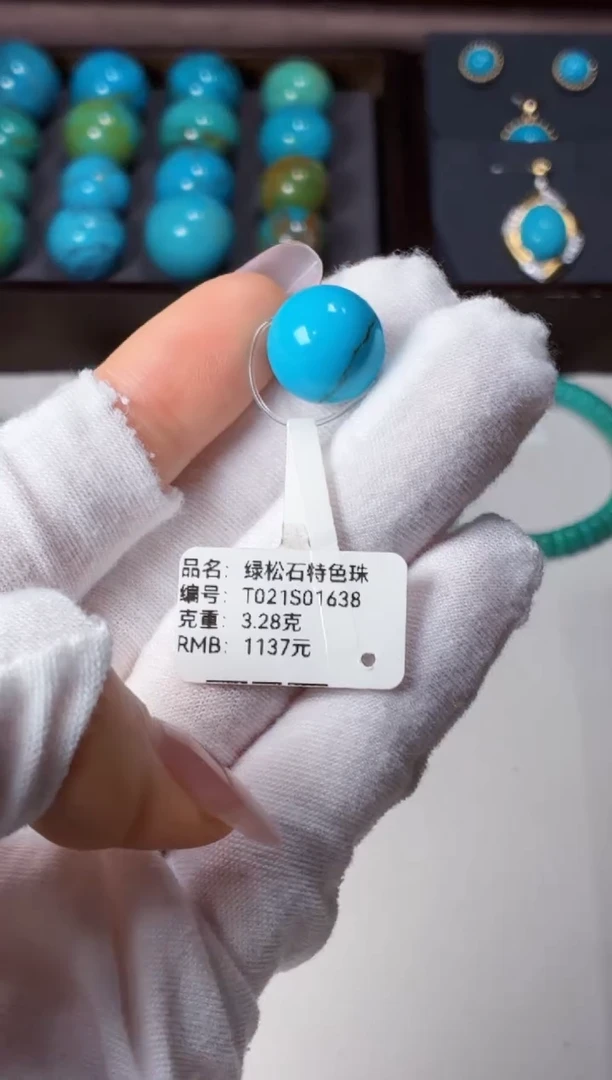 品名: 绿松石特色珠
编号: T021S01638
克重: 3.28克
RMB: 1137元